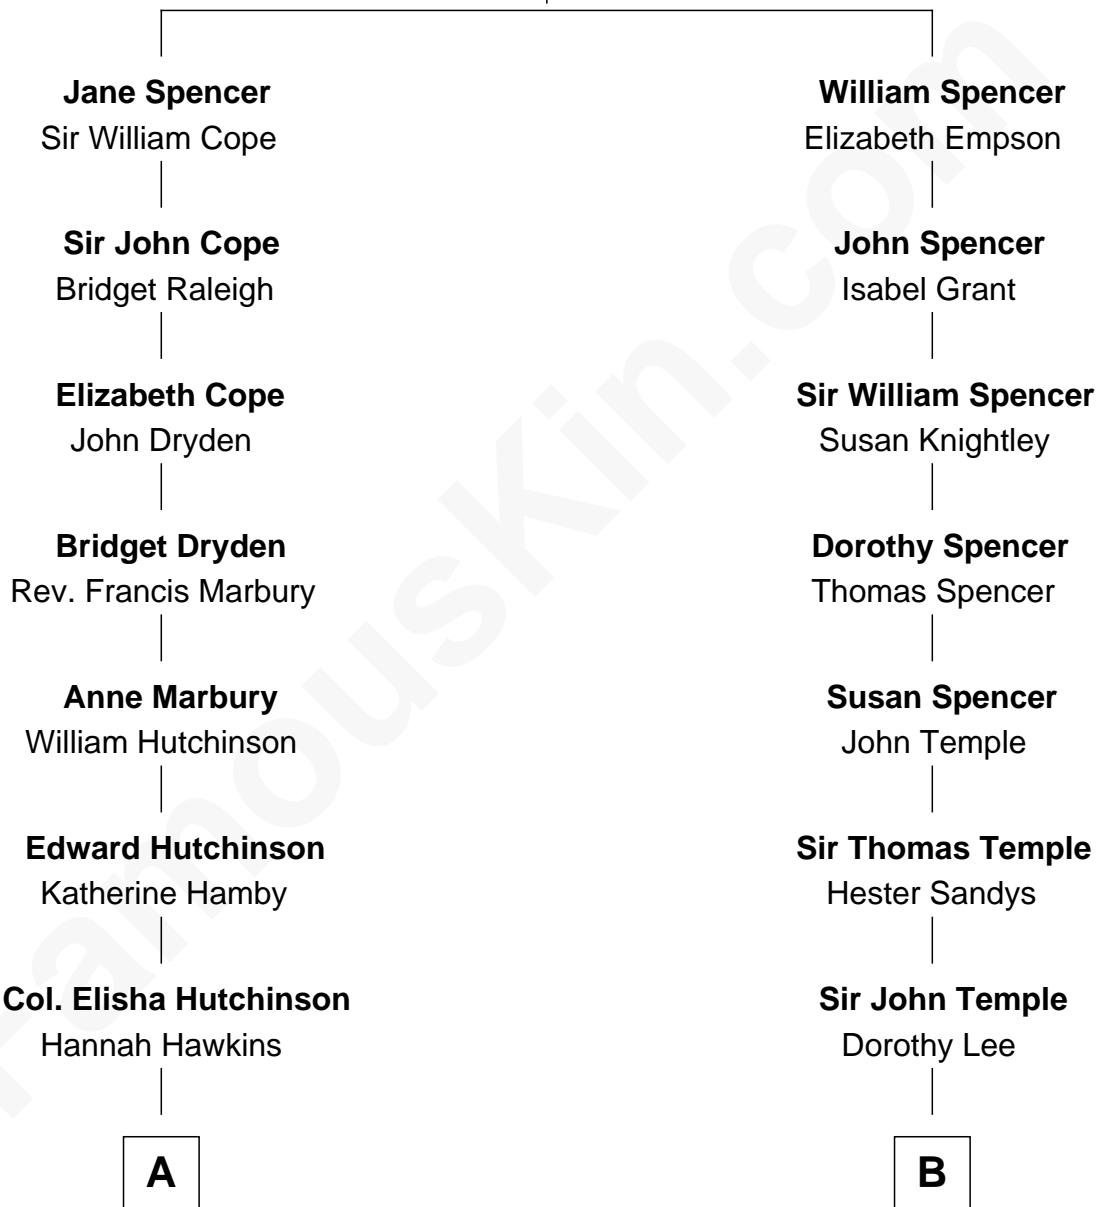 Jane Spencer
Sir William Cope
Sir John Cope
Bridget Raleigh
Elizabeth Cope
John Dryden
Bridget Dryden
Rev. Francis Marbury
Anne Marbury
William Hutchinson
Edward Hutchinson
Katherine Hamby
Col. Elisha Hutchinson
Hannah Hawkins
A
William Spencer
Elizabeth Empson
John Spencer
Isabel Grant
Sir William Spencer
Susan Knightley
Dorothy Spencer
Thomas Spencer
Susan Spencer
John Temple
Sir Thomas Temple
Hester Sandys
Sir John Temple
Dorothy Lee
B
FamousKin.com